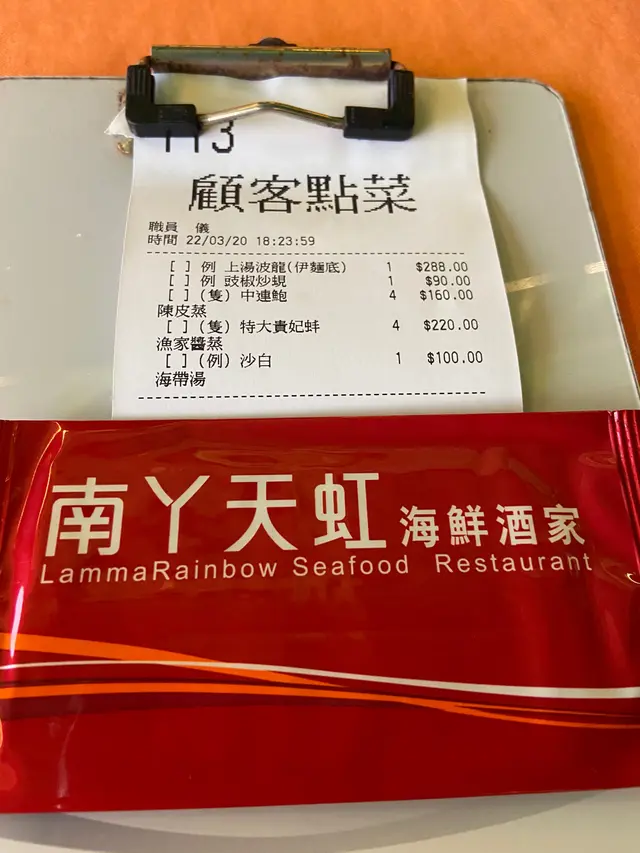 113
顧客點菜
職員 儀
時間 22/03/20 18:23:59
[ ] 例 上湯波龍(伊麵底) 1 $288.00
[ ] 例 豉椒炒蜆 1 $90.00
[ ] (隻) 中連鮑 4 $160.00
陳皮蒸
[ ] (隻) 特大貴妃蚌 4 $220.00
漁家醬蒸
[ ] (例) 沙白 1 $100.00
海帶湯
南丫天虹 海鮮酒家
LammaRainbow Seafood Restaurant